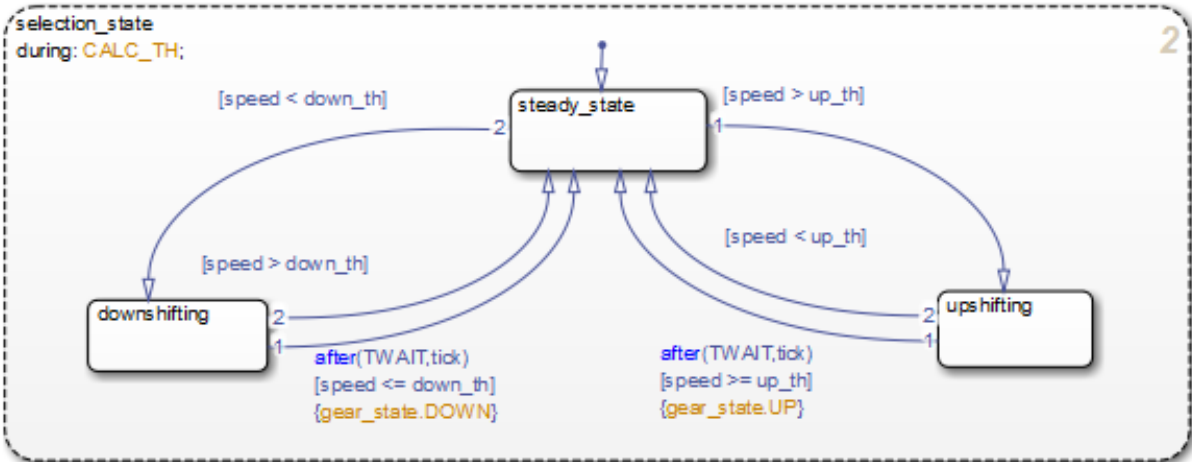 selection_state
during: CALC_TH;
2
[speed < down_th]
steady_state
[speed > up_th]
2
1
[speed > down_th]
[speed < up_th]
downshifting
2
1
upshifting
2
1
after(TWAIT,tick)
[speed <= down_th]
{gear_state.DOWN}
after(TWAIT,tick)
[speed >= up_th]
{gear_state.UP}